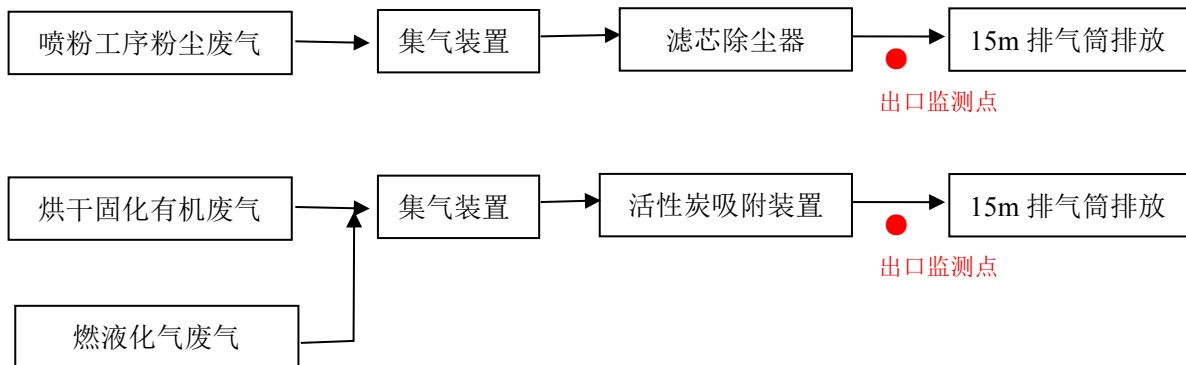 喷粉工序粉尘废气
集气装置
滤芯除尘器
15m 排气筒排放
出口监测点
烘干固化有机废气
集气装置
活性炭吸附装置
15m 排气筒排放
出口监测点
燃液化气废气